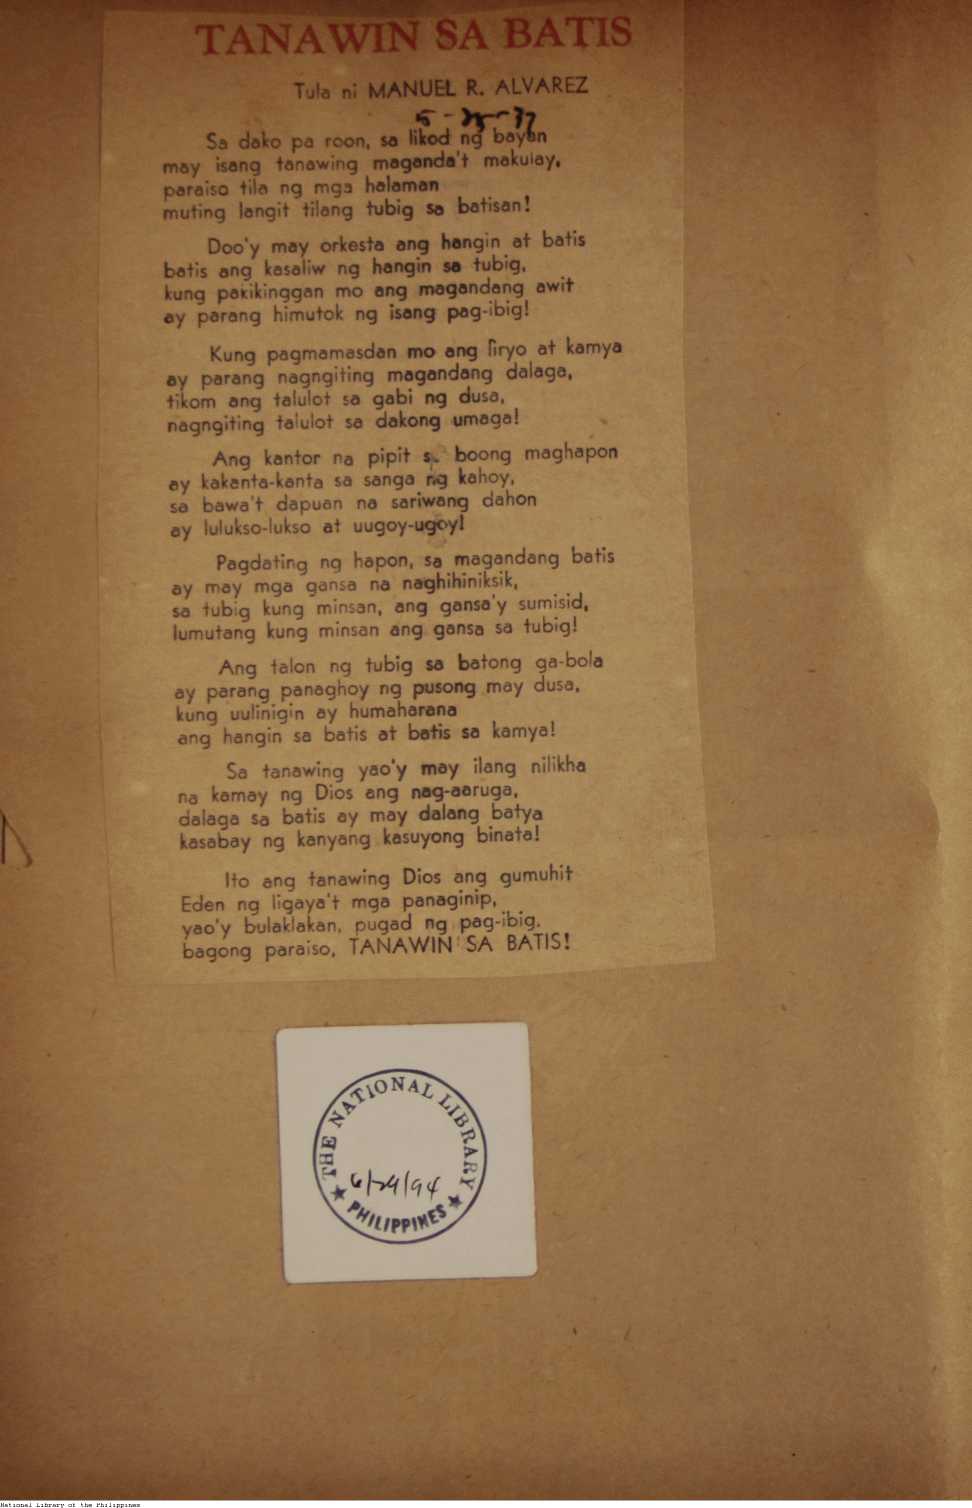 TANAWIN SA BATIS
Tula ni MANUEL R. ALVAREZ
Sa dako pa roon, sa likod ng bayan
may isang tanawing maganda't makulay,
paraiso tila ng mga halaman
muting langit tilang tubig sa batisan!
Doo'y may orkesta ang hangin at batis
batis ang kasaliw ng hangin sa tubig,
kung pakikinggan mo ang magandang awit
ay parang himutok ng isang pag-ibig!
Kung pagmamasdan mo ang liryo at kamya
ay parang nagngiting magandang dalaga,
tikom ang talulot sa gabi ng dusa,
nagngiting talulot sa dakong umaga!
Ang kantor na pipit boong maghapon
ay kakanta-kanta sa sanga ng kahoy,
sa bawa't dapuan na sariwang dahon
ay lulukso-lukso at uugoy-ugoy!
Pagdating ng hapon, sa magandang batis
ay may mga gansa na naghihiniksik,
sa tubig kung minsan, ang gansa'y sumisid,
lumutang kung minsan ang gansa sa tubig!
Ang talon ng tubig sa batong ga-bola
ay parang panaghoy ng pusong may dusa,
kung uulinigin ay humaharana
ang hangin sa batis at batis sa kamya!
Sa tanawing yao'y may ilang nilikha
na kamay ng Dios ang nag-aaruga,
dalaga sa batis ay may dalang batya
kasabay ng kanyang kasuyong binata!
Ito ang tanawing Dios ang gumuhit
Eden ng ligaya't mga panaginip,
yao'y bulaklakan, pugad ng pag-ibig,
bagong paraiso, TANAWIN SA BATIS!
THE NATIONAL LIBRARY
6/29/94
PHILIPPINES
National Library of the Philippines